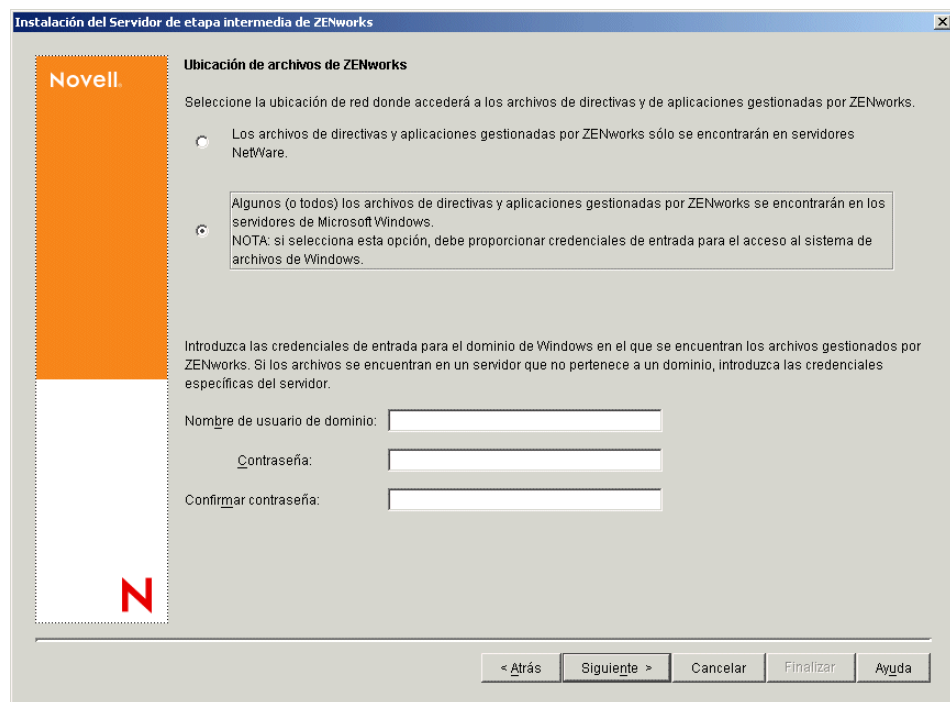 Instalación del Servidor de etapa intermedia de ZENworks
Novell.
Ubicación de archivos de ZENworks
Seleccione la ubicación de red donde accederá a los archivos de directivas y de aplicaciones gestionadas por ZENworks.
Los archivos de directivas y aplicaciones gestionadas por ZENworks sólo se encontrarán en servidores
NetWare.
Algunos (o todos) los archivos de directivas y aplicaciones gestionadas por ZENworks se encontrarán en los
servidores de Microsoft Windows.
NOTA: si selecciona esta opción, debe proporcionar credenciales de entrada para el acceso al sistema de
archivos de Windows.
Introduzca las credenciales de entrada para el dominio de Windows en el que se encuentran los archivos gestionados por
ZENworks. Si los archivos se encuentran en un servidor que no pertenece a un dominio, introduzca las credenciales
específicas del servidor.
Nombre de usuario de dominio:
Contraseña:
Confirmar contraseña:
N
< Atrás
Siguiente >
Cancelar
Finalizar
Ayuda